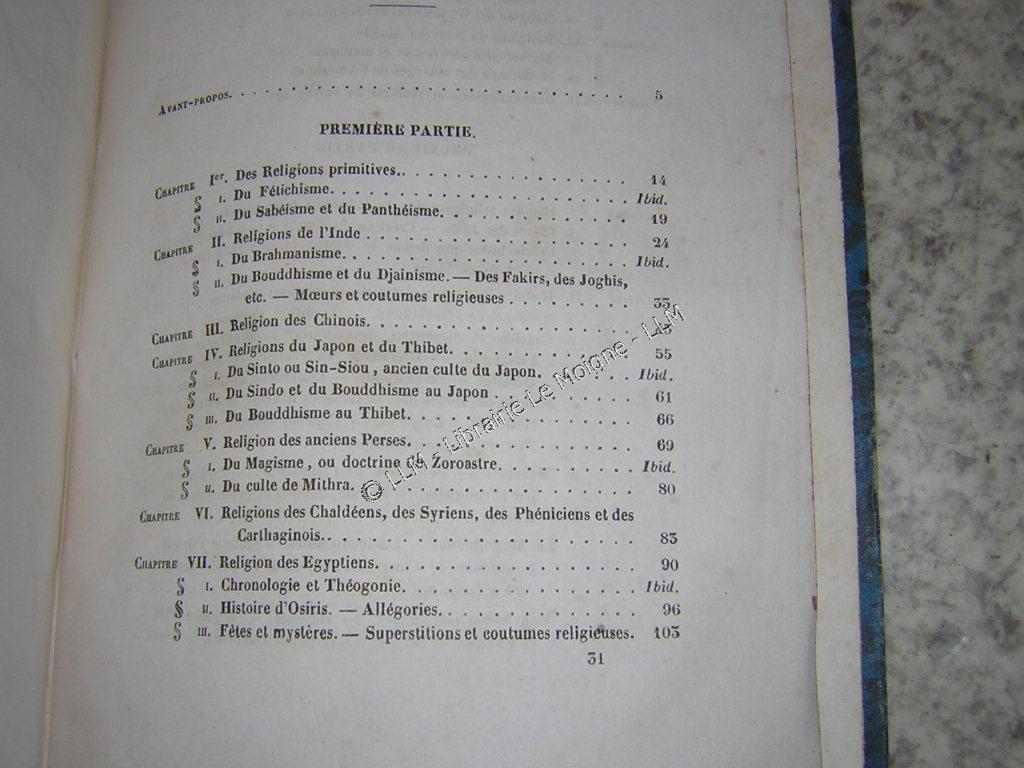 Avant-propos. . . . . . . . . . . . . . . . . . . . . 5
PREMIÈRE PARTIE.
Chapitre Ier. Des Religions primitives. . . . . . . . . . . . 14
§ I. Du Fétichisme. . . . . . . . . . . . . . . . Ibid.
§ II. Du Sabéisme et du Panthéisme. . . . . . . . . . 19
Chapitre II. Religions de l'Inde . . . . . . . . . . . . . . 24
§ I. Du Brahmanisme. . . . . . . . . . . . . . . Ibid.
§ II. Du Bouddhisme et du Djaïnisme. — Des Fakirs, des Joghis,
etc. — Mœurs et coutumes religieuses . . . . . . 33
Chapitre III. Religion des Chinois. . . . . . . . . . . . . .
Chapitre IV. Religions du Japon et du Thibet. . . . . . . . . . 55
§ I. Du Sinto ou Sin-Siou, ancien culte du Japon. . . . . Ibid.
§ II. Du Sindo et du Bouddhisme au Japon . . . . . . . 61
§ III. Du Bouddhisme au Thibet. . . . . . . . . . . . 66
Chapitre V. Religion des anciens Perses. . . . . . . . . . . . 69
§ I. Du Magisme, ou doctrine de Zoroastre. . . . . . . . Ibid.
§ II. Du culte de Mithra. . . . . . . . . . . . . . . 80
Chapitre VI. Religions des Chaldéens, des Syriens, des Phéniciens et des
Carthaginois. . . . . . . . . . . . . . . . . 83
Chapitre VII. Religion des Egyptiens. . . . . . . . . . . . . . 90
§ I. Chronologie et Théogonie. . . . . . . . . . . . . Ibid.
§ II. Histoire d'Osiris. — Allégories. . . . . . . . . . . 96
§ III. Fêtes et mystères. — Superstitions et coutumes religieuses. 103
31
© LLM - Librairie Le Moigne - LLM